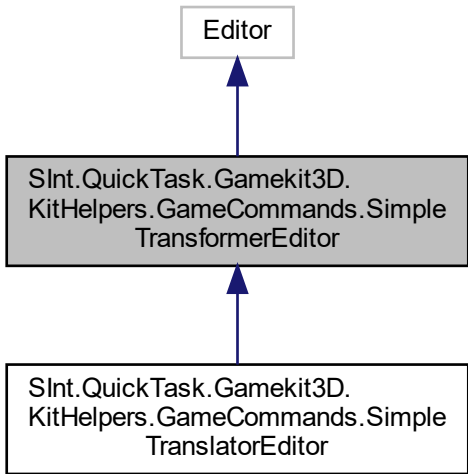 Editor
SInt.QuickTask.Gamekit3D.
KitHelpers.GameCommands.Simple
TransformerEditor
SInt.QuickTask.Gamekit3D.
KitHelpers.GameCommands.Simple
TranslatorEditor